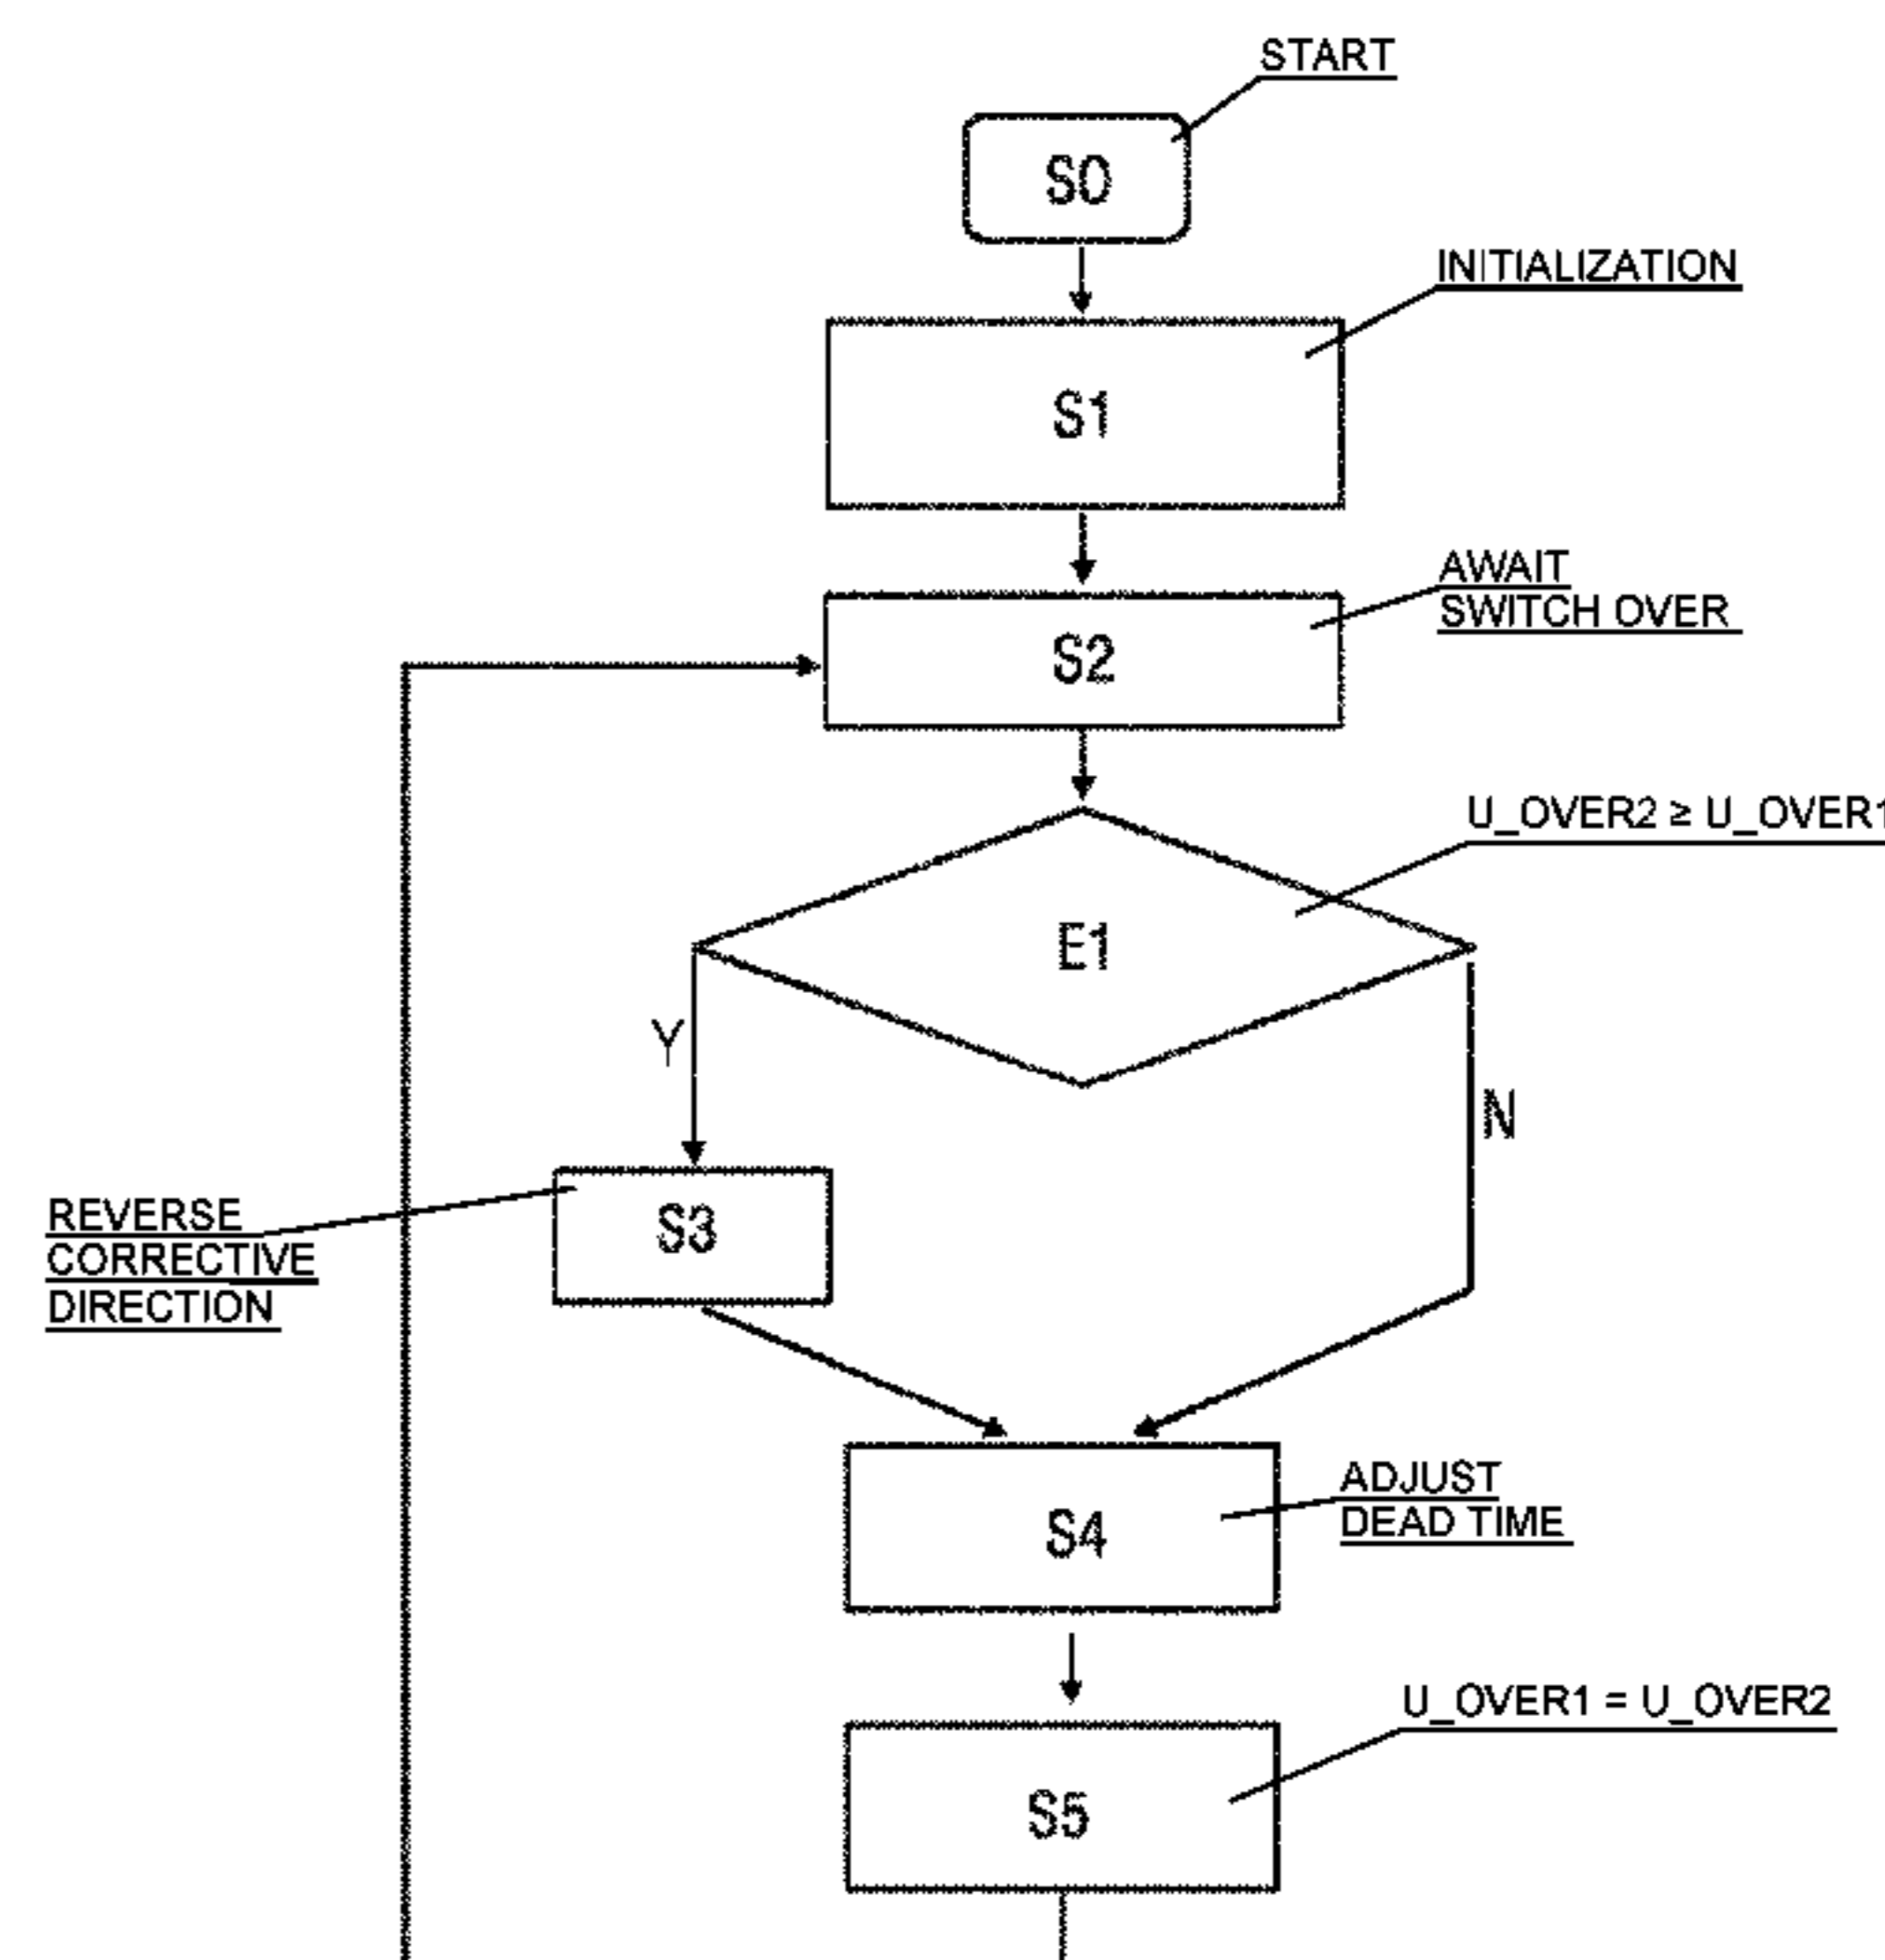 START
S0
INITIALIZATION
S1
AWAIT
SWITCH OVER
S2
U_OVER2 ≥ U_OVER1
E1
Y
N
REVERSE
CORRECTIVE
DIRECTION
S3
ADJUST
DEAD TIME
S4
U_OVER1 = U_OVER2
S5